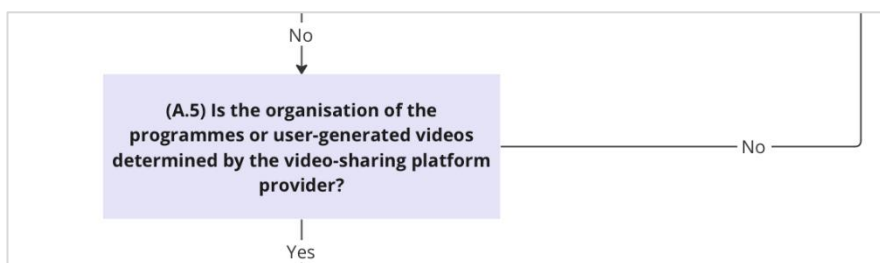 No
(A.5) Is the organisation of the
programmes or user-generated videos
determined by the video-sharing platform
provider?
No
Yes